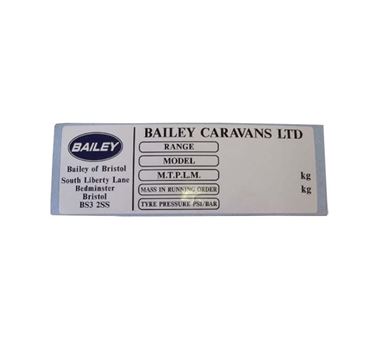 BAILEY
Bailey of Bristol
South Liberty Lane
Bedminster
Bristol
BS3 2SS
BAILEY CARAVANS LTD
RANGE
MODEL
M.T.P.L.M. kg
MASS IN RUNNING ORDER kg
TYRE PRESSURE PSI/BAR